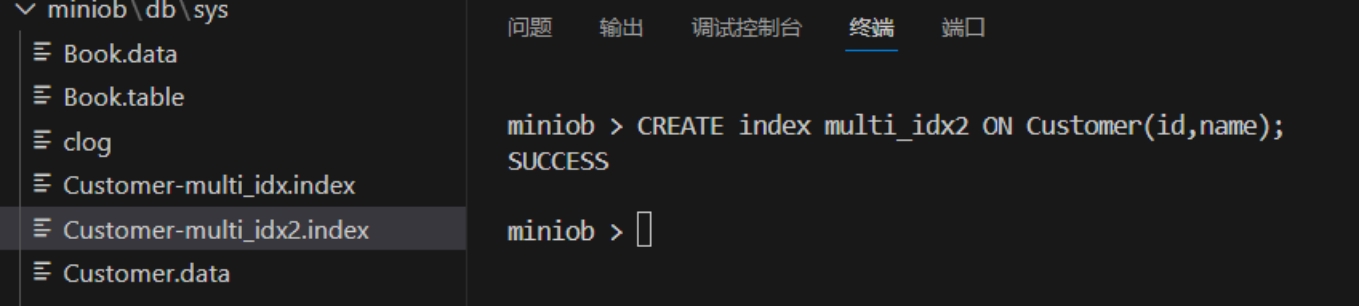 miniob\db\sys
Book.data
Book.table
clog
Customer-multi_idx.index
Customer-multi_idx2.index
Customer.data
问题 输出 调试控制台 终端 端口
miniob > CREATE index multi_idx2 ON Customer(id,name);
SUCCESS
miniob >